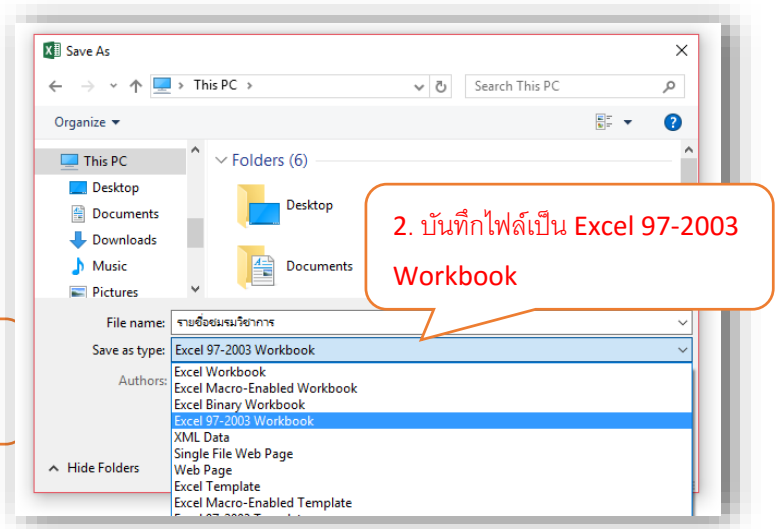 Save As
This PC
Search This PC
Organize
This PC
Folders (6)
Desktop
Desktop
Documents
Downloads
Documents
Music
Pictures
2. บันทึกไฟล์เป็น Excel 97-2003
Workbook
File name: รายชื่อชมรมวิชาการ
Save as type: Excel 97-2003 Workbook
Authors:
Excel Workbook
Excel Macro-Enabled Workbook
Excel Binary Workbook
Excel 97-2003 Workbook
XML Data
Single File Web Page
Hide Folders
Web Page
Excel Template
Excel Macro-Enabled Template